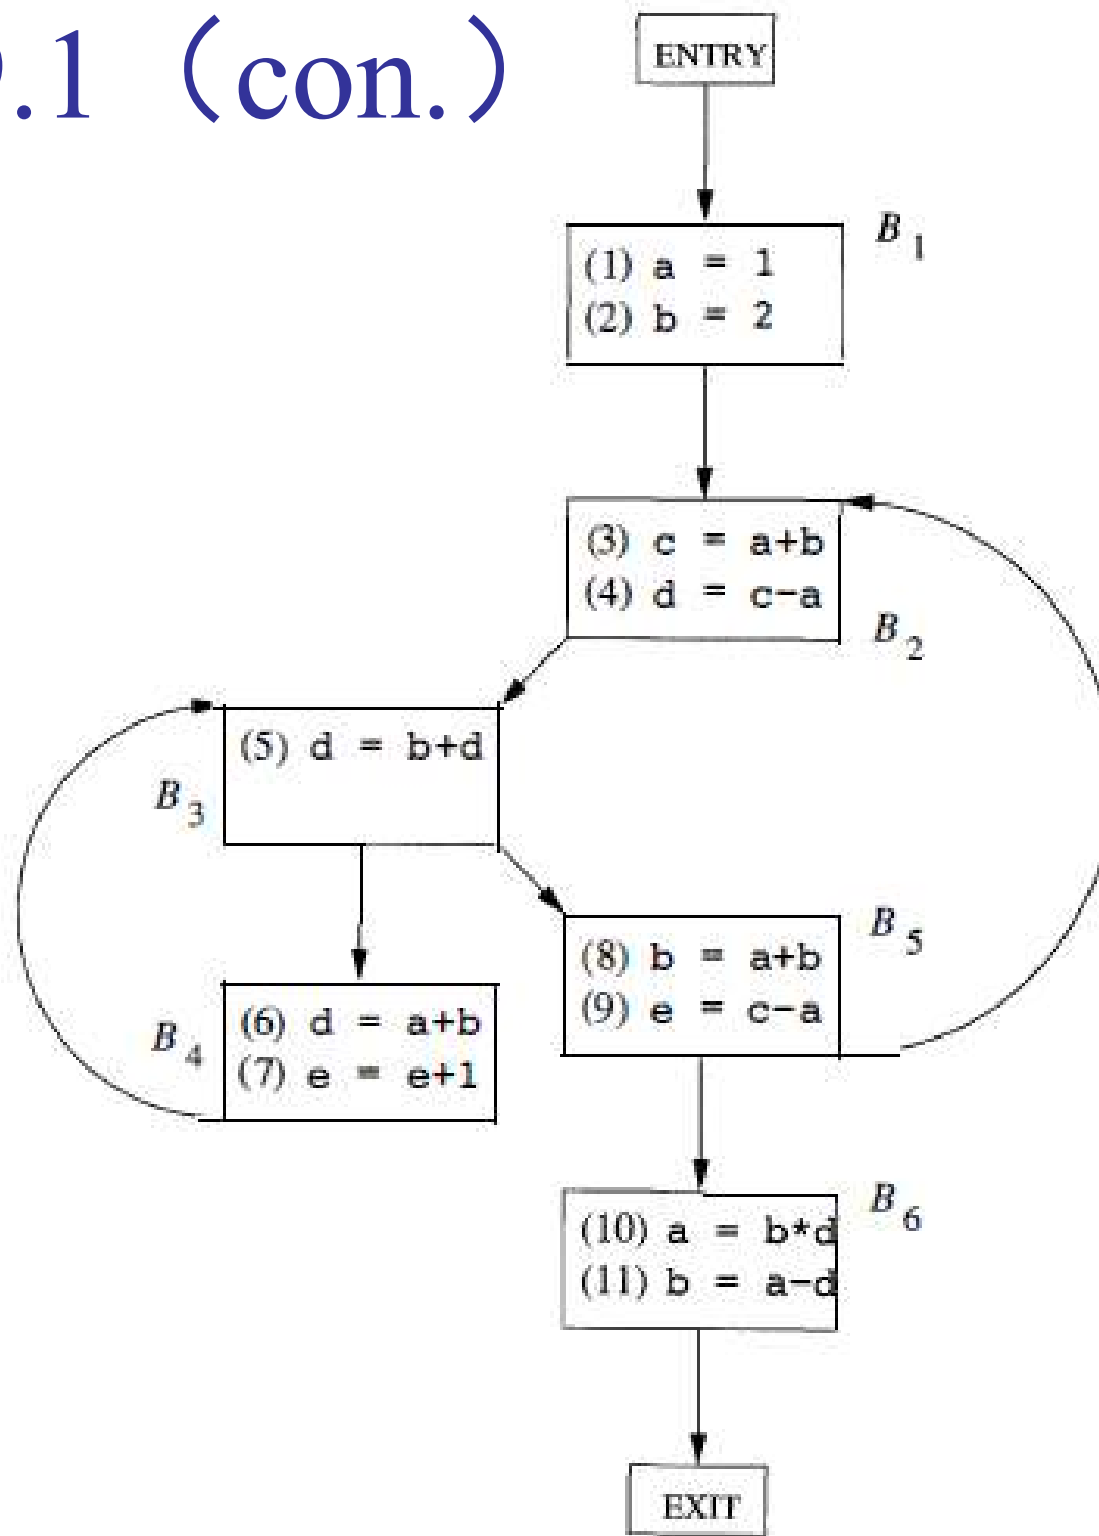 .1（con.）
ENTRY
B 1
(1) a = 1
(2) b = 2
(3) c = a+b
(4) d = c-a
B 2
(5) d = b+d
B 3
B 5
(8) b = a+b
(9) e = c-a
B 4
(6) d = a+b
(7) e = e+1
B 6
(10) a = b*d
(11) b = a-d
EXIT